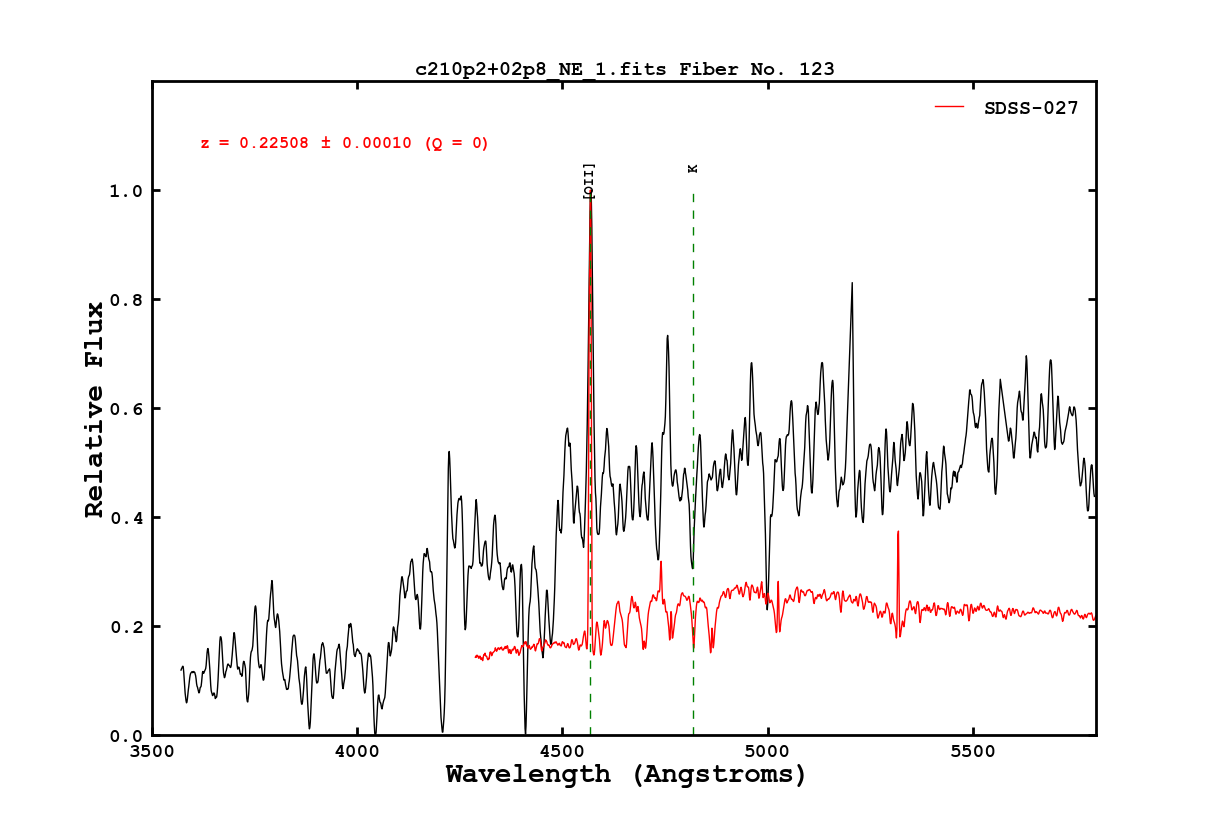 c210p2+02p8_NE_1.fits Fiber No. 123
SDSS-027
z = 0.22508 ± 0.00010 (Q = 0)
[OII]
K
1.0
0.8
0.6
0.4
0.2
0.0
Relative Flux
3500 4000 4500 5000 5500
Wavelength (Angstroms)